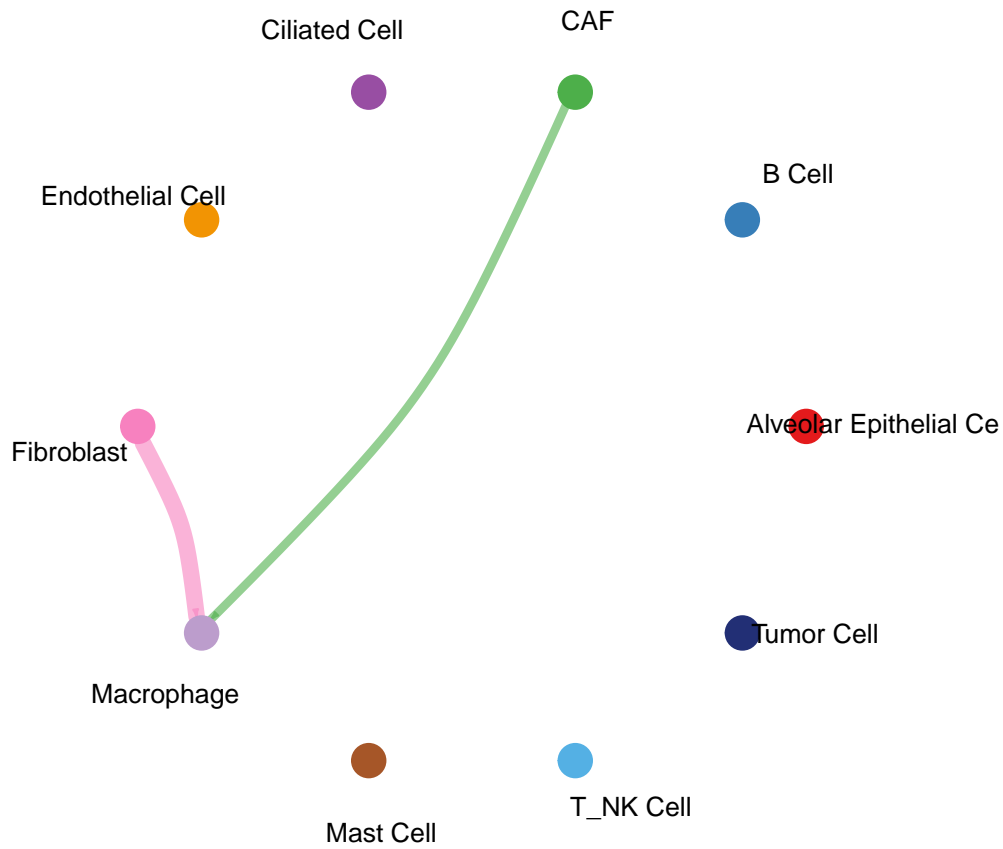 CAF
Ciliated Cell
B Cell
Endothelial Cell
Alveolar Epithelial Ce
Fibroblast
Tumor Cell
Macrophage
T_NK Cell
Mast Cell